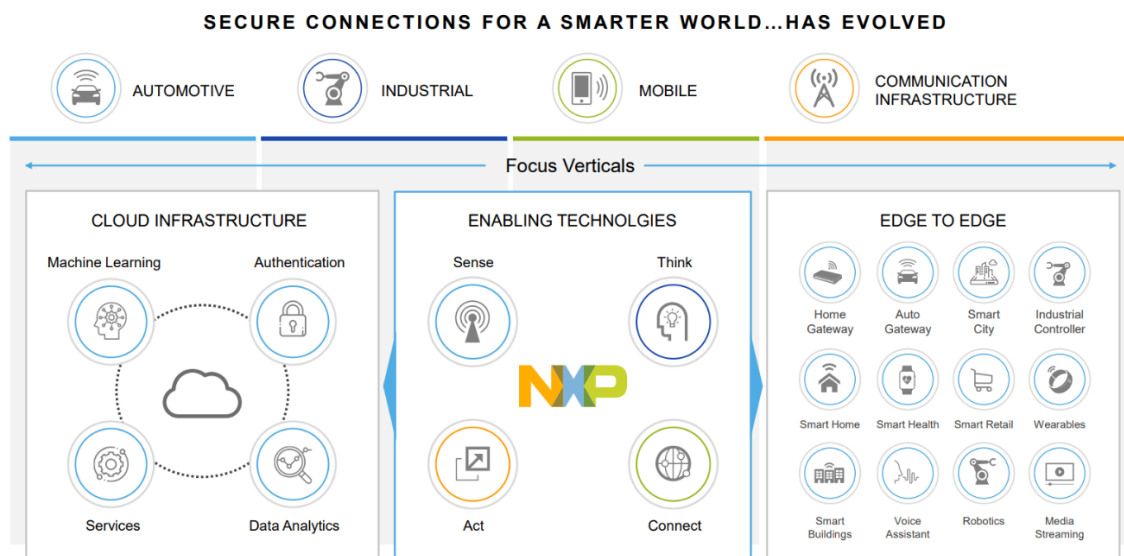 SECURE CONNECTIONS FOR A SMARTER WORLD...HAS EVOLVED
AUTOMOTIVE
INDUSTRIAL
MOBILE
COMMUNICATION
INFRASTRUCTURE
Focus Verticals
CLOUD INFRASTRUCTURE
Machine Learning
Authentication
Services
Data Analytics
ENABLING TECHNOLGIES
Sense
Think
NXP
Act
Connect
EDGE TO EDGE
Home
Gateway
Auto
Gateway
Smart
City
Industrial
Controller
Smart Home
Smart Health
Smart Retail
Wearables
Smart
Buildings
Voice
Assistant
Robotics
Media
Streaming